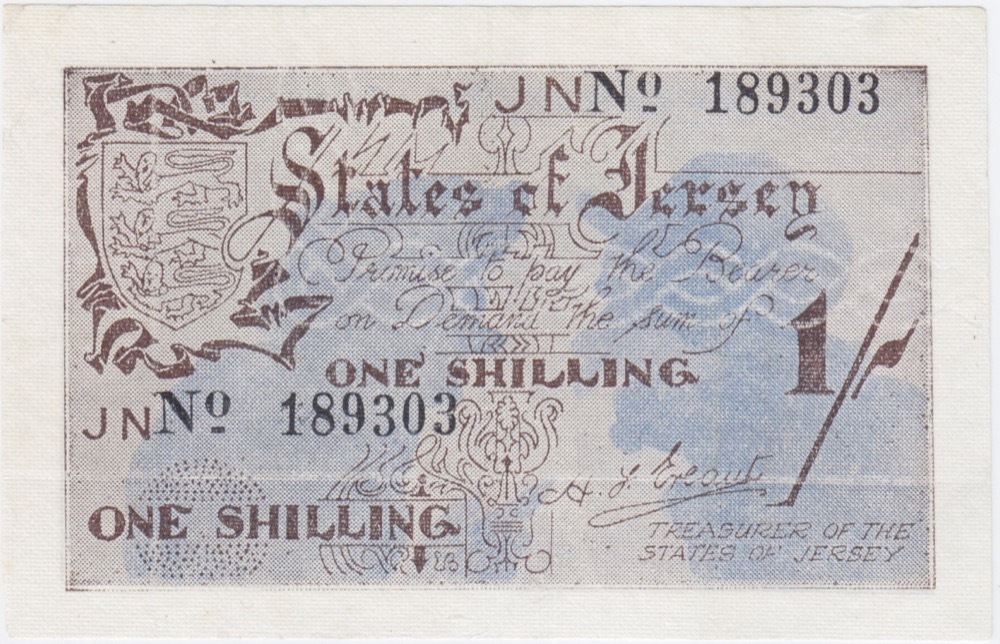 JN Nº 189303
States of Jersey
Promise to pay the Bearer
on Demand the sum of
1/-
ONE SHILLING
JN Nº 189303
ONE SHILLING
TREASURER OF THE
STATES OF JERSEY